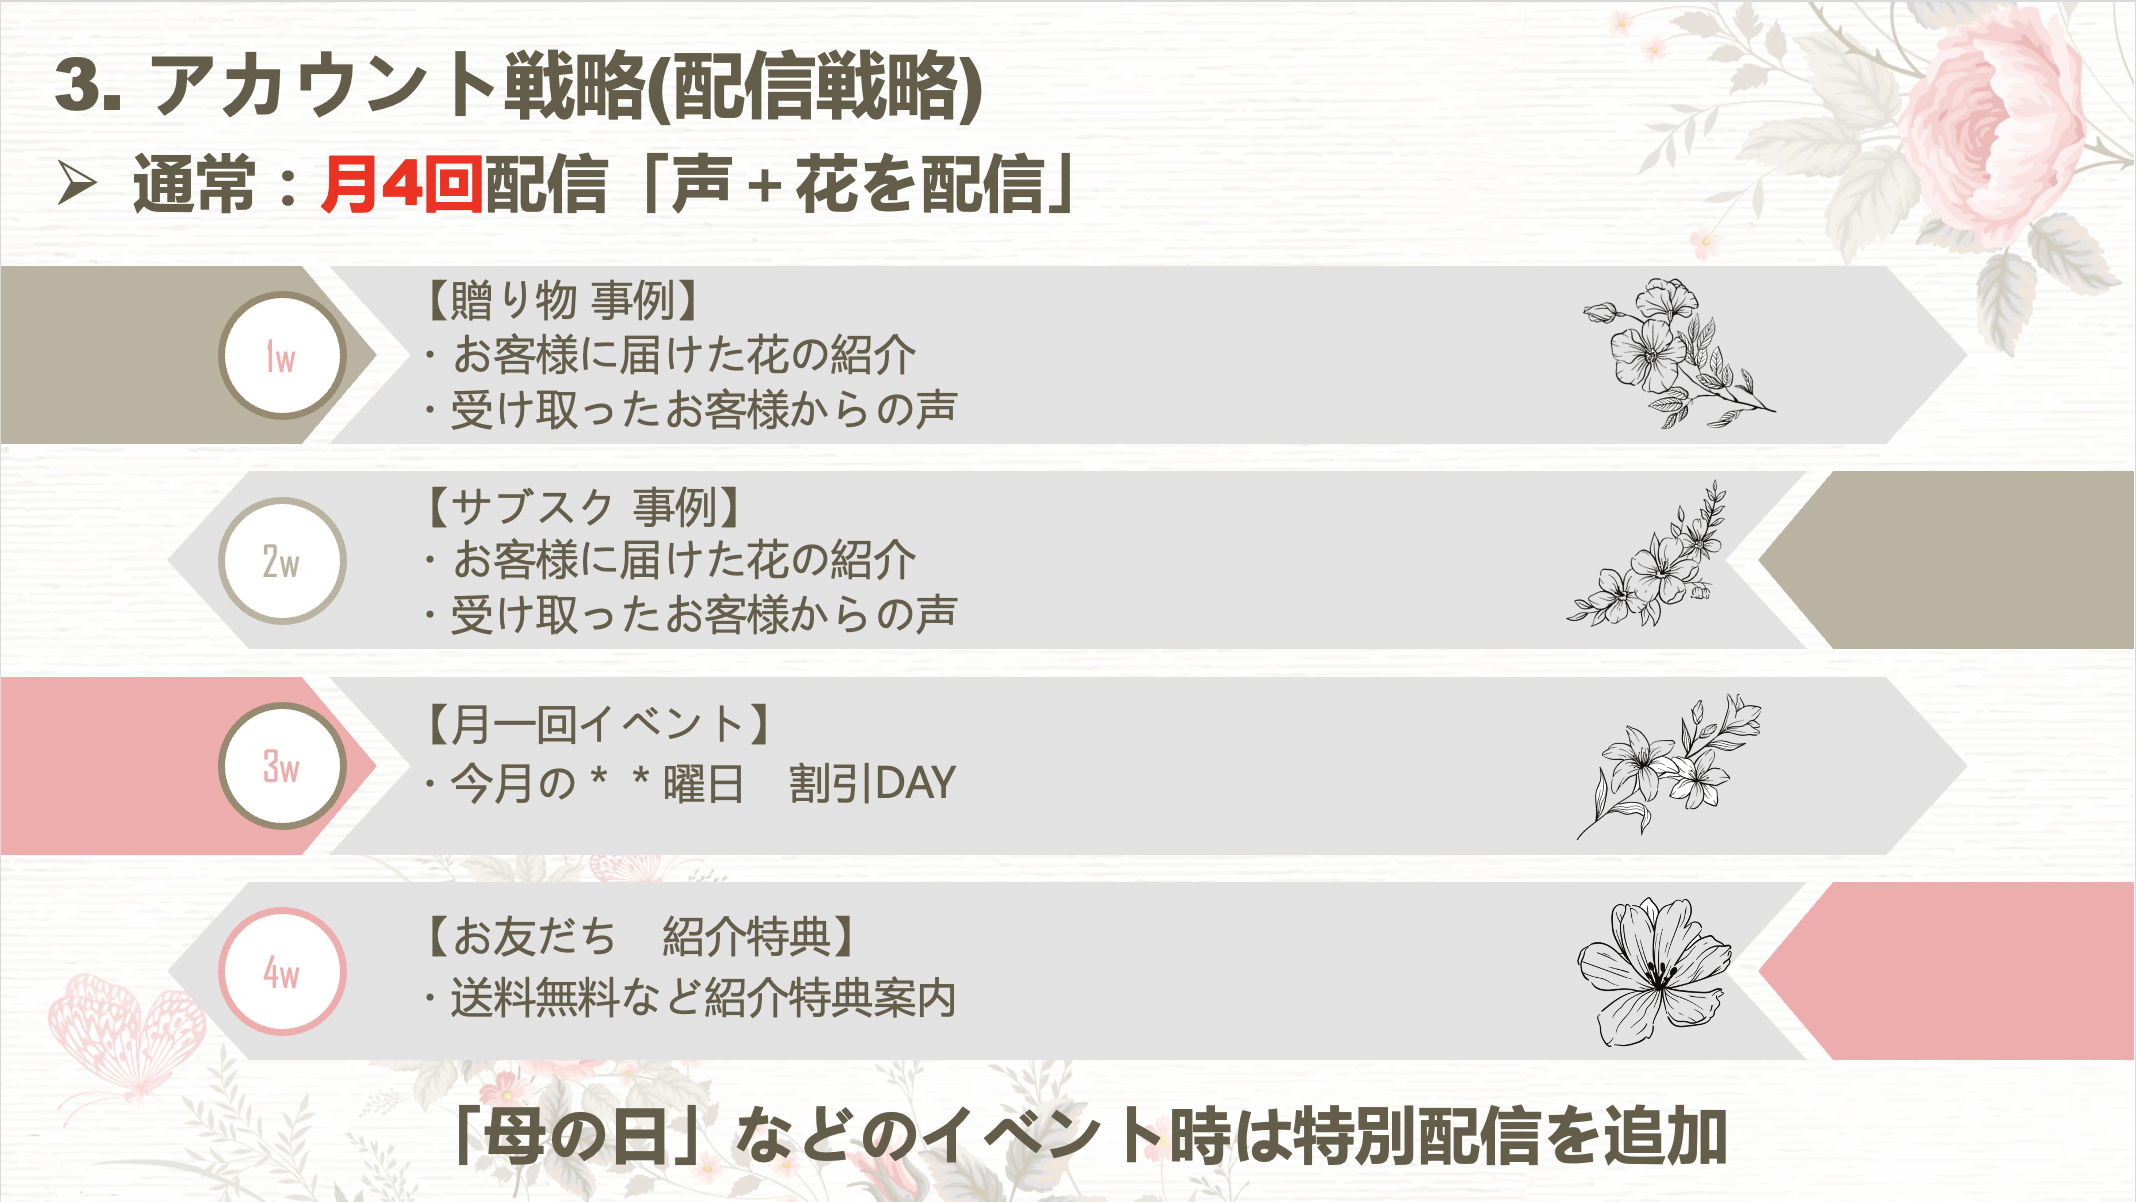 3. アカウント戦略(配信戦略)
➢ 通常：月4回配信「声＋花を配信」
1w
【贈り物 事例】
・お客様に届けた花の紹介
・受け取ったお客様からの声
2w
【サブスク 事例】
・お客様に届けた花の紹介
・受け取ったお客様からの声
3w
【月一回イベント】
・今月の＊＊曜日　割引DAY
4w
【お友だち　紹介特典】
・送料無料など紹介特典案内
「母の日」などのイベント時は特別配信を追加